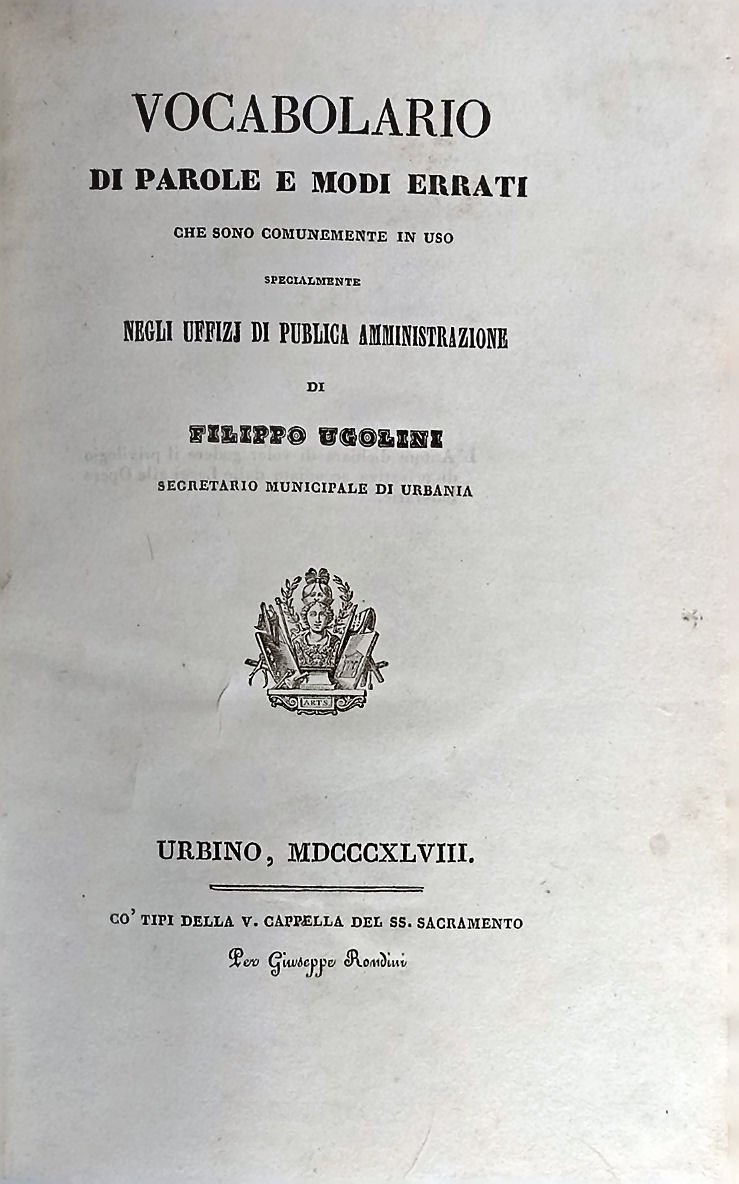 VOCABOLARIO
DI PAROLE E MODI ERRATI
CHE SONO COMUNEMENTE IN USO
SPECIALMENTE
NEGLI UFFIZJ DI PUBLICA AMMINISTRAZIONE
DI
FILIPPO UGOLINI
SECRETARIO MUNICIPALE DI URBANIA
ARTS
URBINO, MDCCCXLVIII.
CO' TIPI DELLA V. CAPPELLA DEL SS. SACRAMENTO
Per Giuseppe Rondini